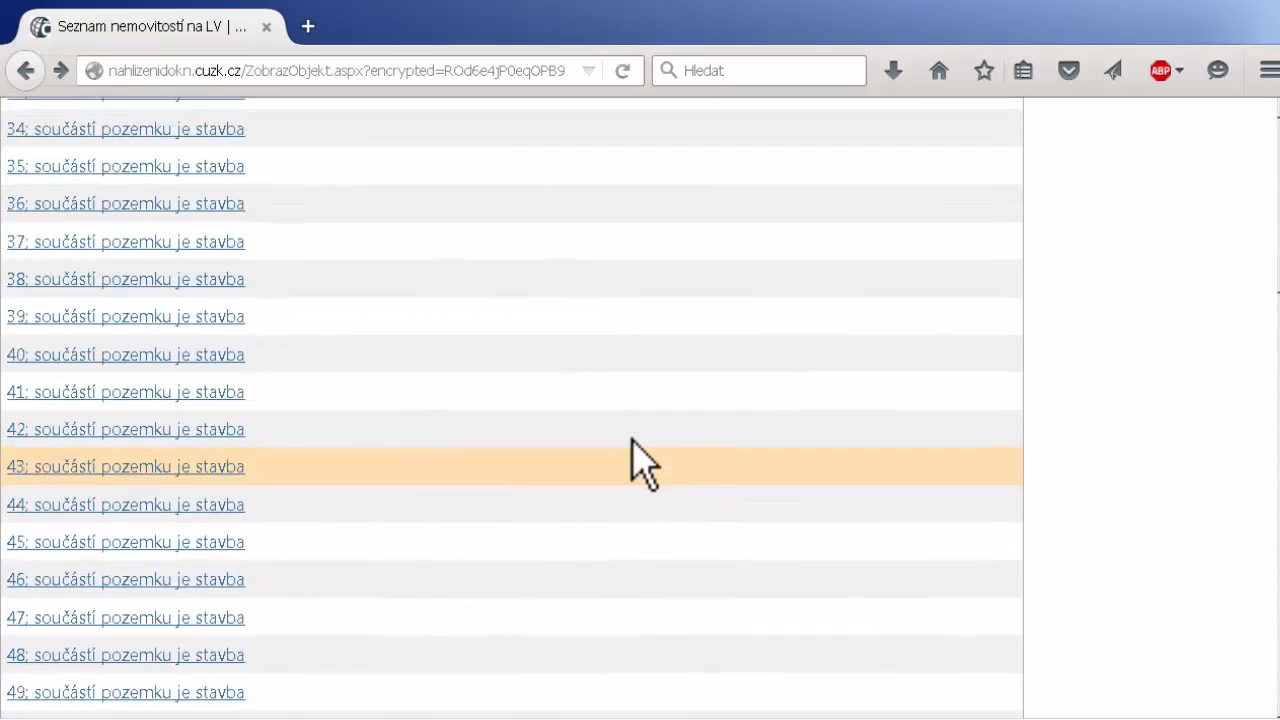 Seznam nemovitostí na LV | ...
nahlizenidokn.cuzk.cz/ZobrazObjekt.aspx?encrypted=RQd6e4jP0eqOPB9
Hledat
ABP
34; součástí pozemku je stavba
35; součástí pozemku je stavba
36; součástí pozemku je stavba
37; součástí pozemku je stavba
38; součástí pozemku je stavba
39; součástí pozemku je stavba
40; součástí pozemku je stavba
41; součástí pozemku je stavba
42; součástí pozemku je stavba
43; součástí pozemku je stavba
44; součástí pozemku je stavba
45; součástí pozemku je stavba
46; součástí pozemku je stavba
47; součástí pozemku je stavba
48; součástí pozemku je stavba
49; součástí pozemku je stavba